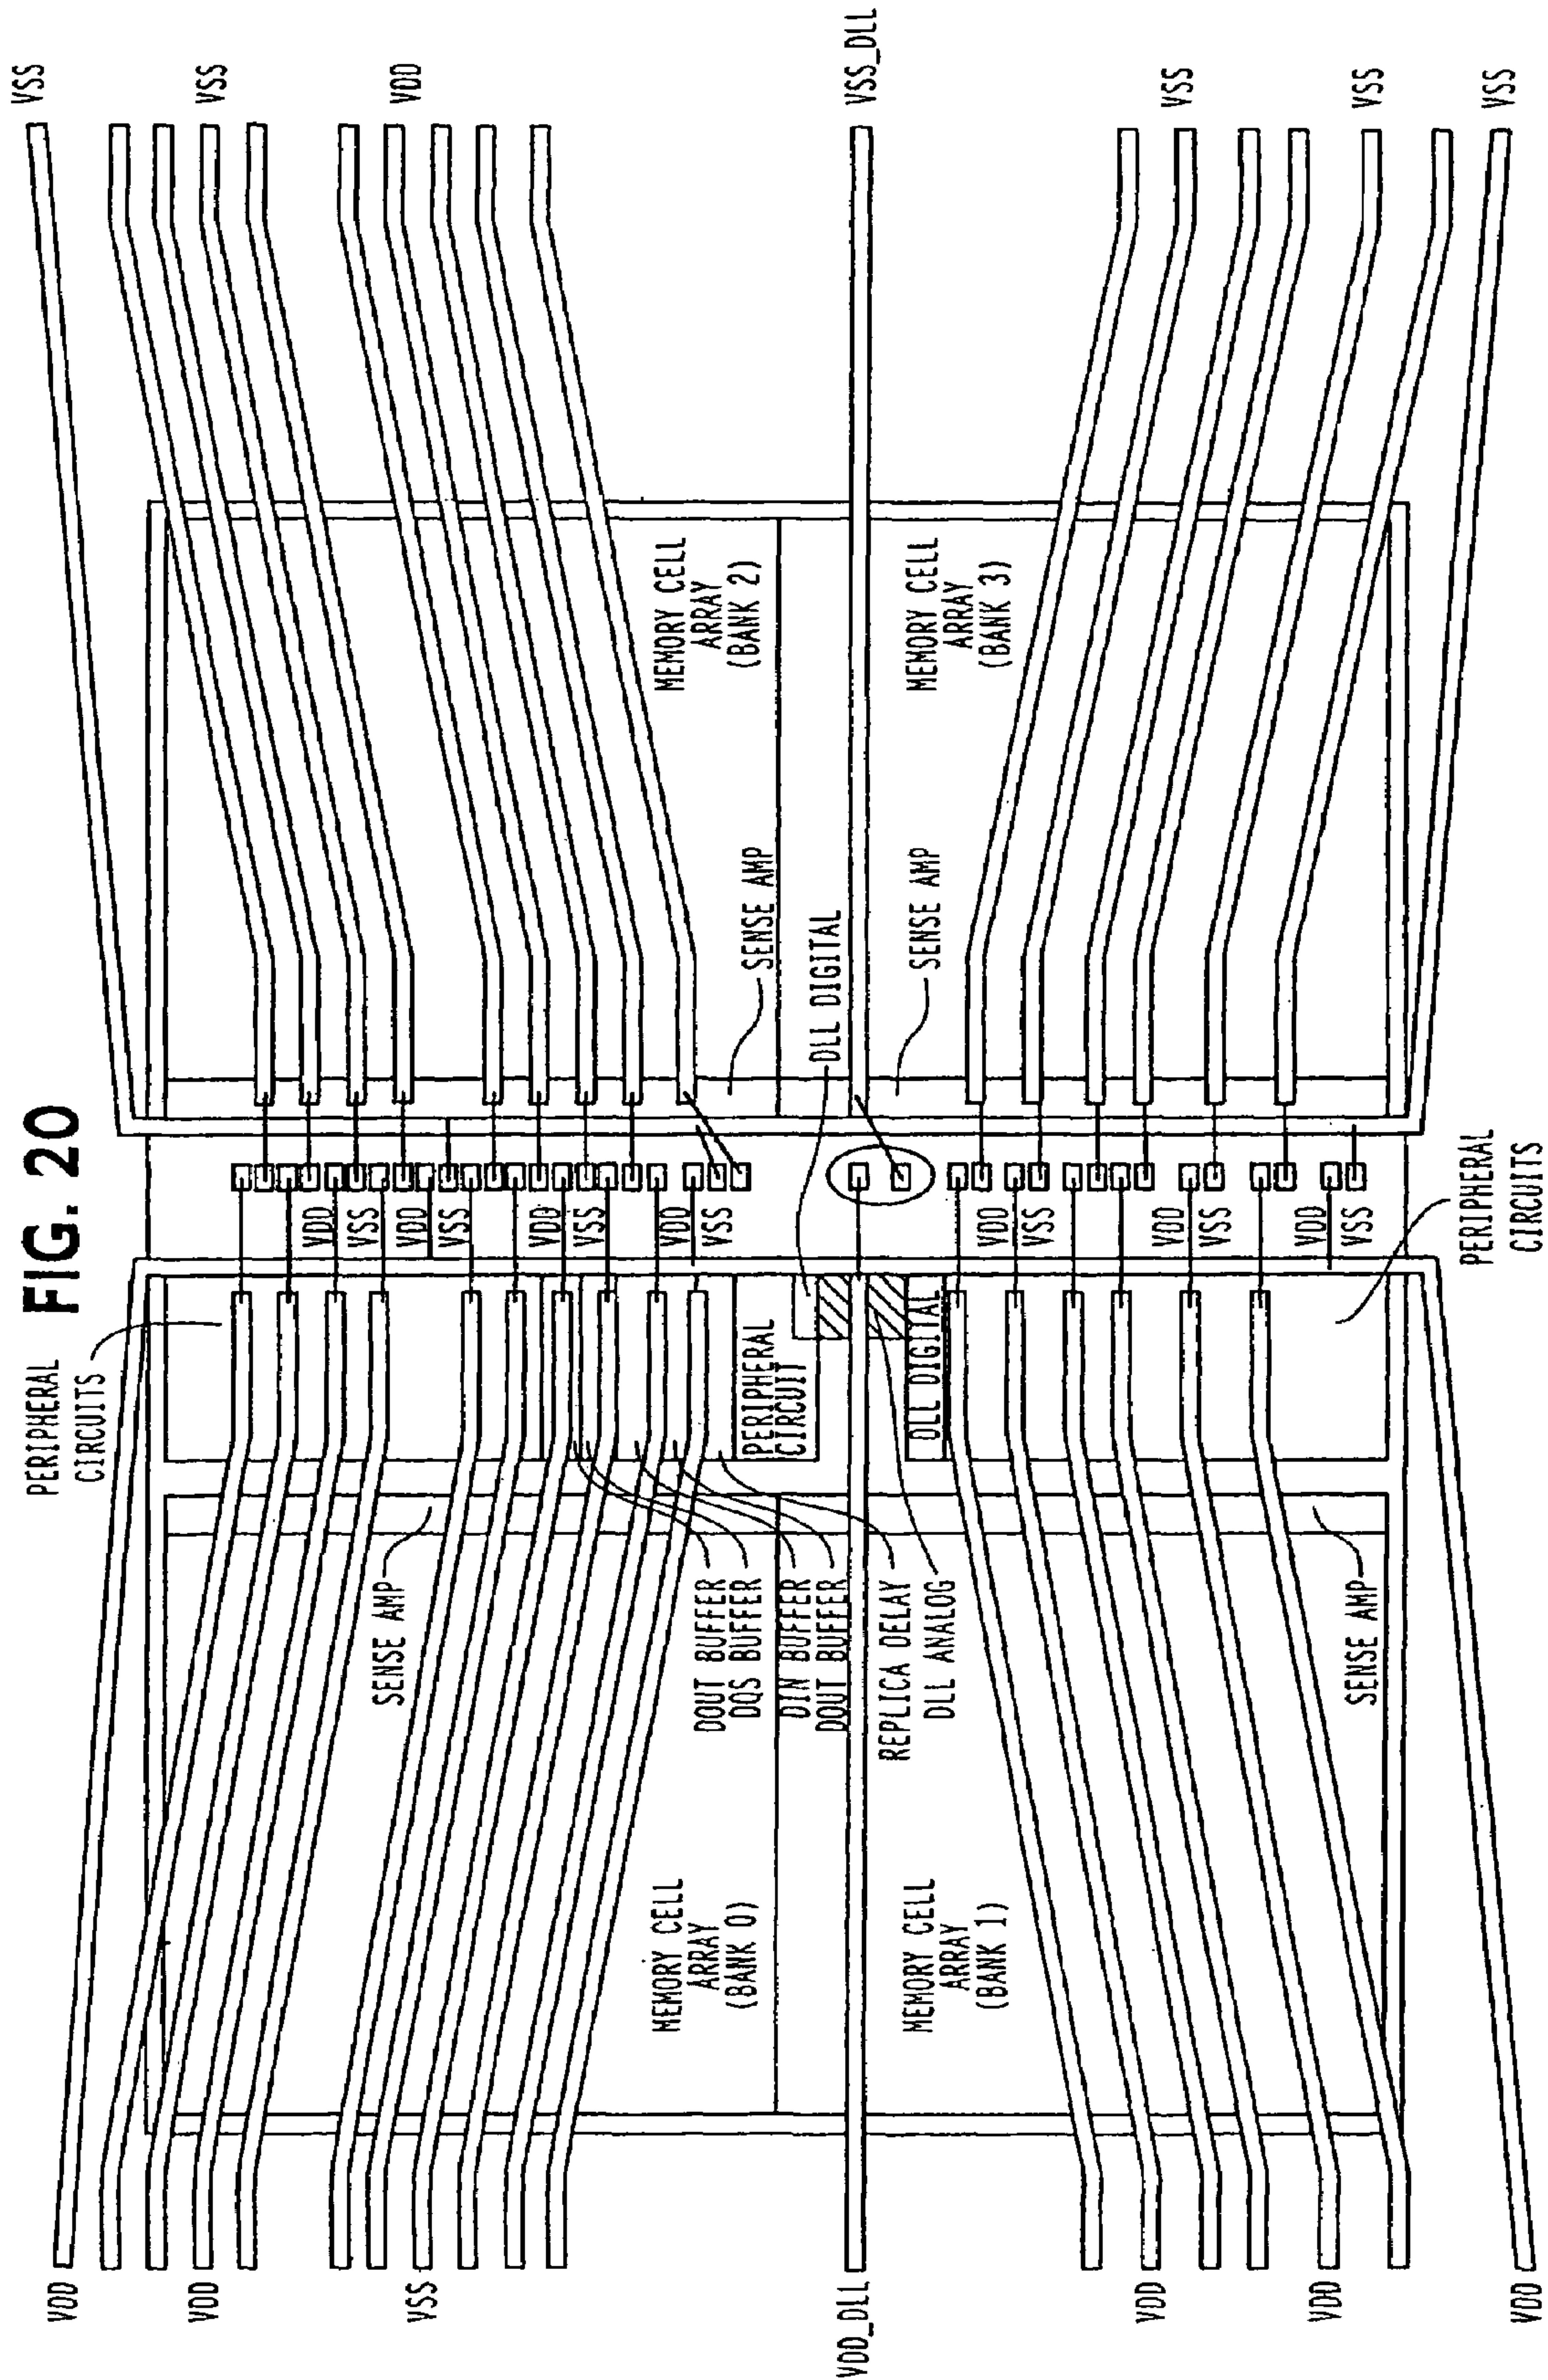 FIG. 20
VSS
VSS
VDD
VSS_DLL
VSS
VSS
VSS
MEMORY CELL
ARRAY
(BANK 2)
MEMORY CELL
ARRAY
(BANK 3)
SENSE AMP
DLL DIGITAL
SENSE AMP
VDD
VSS
VDD
VSS
VDD
VSS
VDD
VSS
VDD
VSS
VDD
VSS
VDD
VSS
PERIPHERAL
CIRCUITS
PERIPHERAL
CIRCUITS
PERIPHERAL
CIRCUIT
DLL DIGITAL
SENSE AMP
DOUT BUFFER
DQS BUFFER
DIN BUFFER
DOUT BUFFER
REPLICA DELAY
DLL ANALOG
SENSE AMP
MEMORY CELL
ARRAY
(BANK 0)
MEMORY CELL
ARRAY
(BANK 1)
VDD
VDD
VSS
VDD_DLL
VDD
VDD
VDD